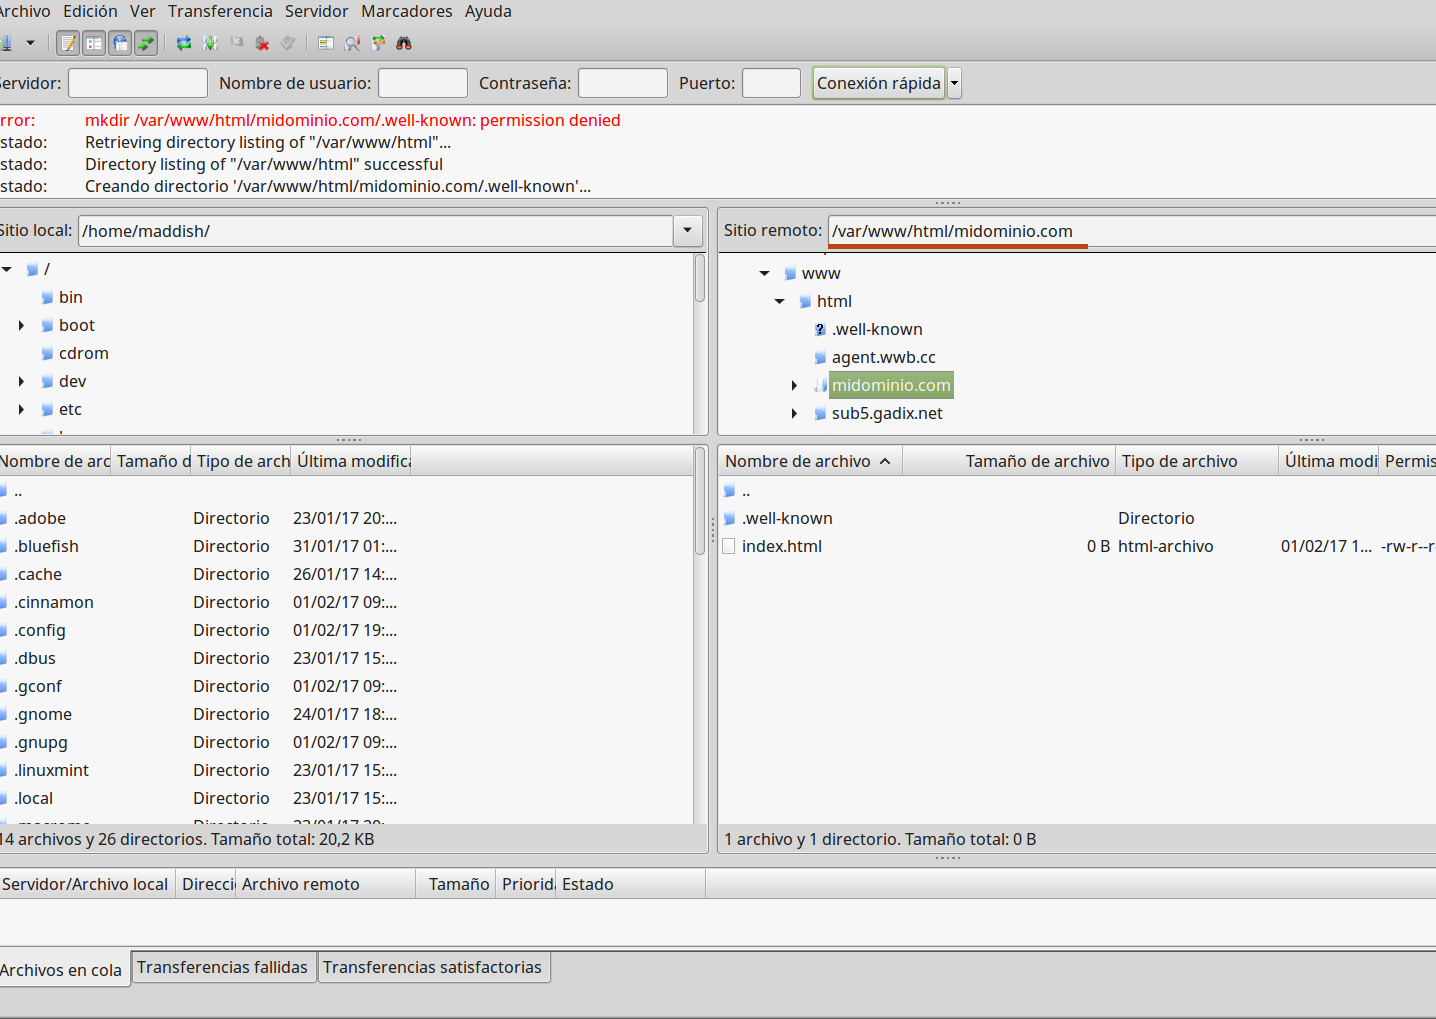 Archivo Edición Ver Transferencia Servidor Marcadores Ayuda
Servidor: Nombre de usuario: Contraseña: Puerto: Conexión rápida
rror: mkdir /var/www/html/midominio.com/.well-known: permission denied
stado: Retrieving directory listing of "/var/www/html"...
stado: Directory listing of "/var/www/html" successful
stado: Creando directorio '/var/www/html/midominio.com/.well-known'...
Sitio local: /home/maddish/
/
bin
boot
cdrom
dev
etc
Sitio remoto: /var/www/html/midominio.com
www
html
.well-known
agent.wwb.cc
midominio.com
sub5.gadix.net
Nombre de arc Tamaño d Tipo de arch Última modifica
..
.adobe Directorio 23/01/17 20:...
.bluefish Directorio 31/01/17 01:...
.cache Directorio 26/01/17 14:...
.cinnamon Directorio 01/02/17 09:...
.config Directorio 01/02/17 19:...
.dbus Directorio 23/01/17 15:...
.gconf Directorio 01/02/17 09:...
.gnome Directorio 24/01/17 18:...
.gnupg Directorio 01/02/17 09:...
.linuxmint Directorio 23/01/17 15:...
.local Directorio 23/01/17 15:...
14 archivos y 26 directorios. Tamaño total: 20,2 KB
Nombre de archivo Tamaño de archivo Tipo de archivo Última modi Permis
..
.well-known Directorio
index.html 0 B html-archivo 01/02/17 1... -rw-r--r
1 archivo y 1 directorio. Tamaño total: 0 B
Servidor/Archivo local Direcci Archivo remoto Tamaño Priorida Estado
Archivos en cola Transferencias fallidas Transferencias satisfactorias